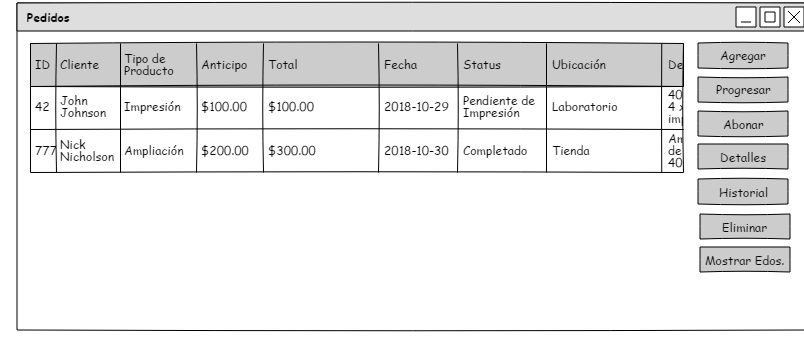 Pedidos
ID Cliente Tipo de Producto Anticipo Total Fecha Status Ubicación De
42 John Johnson Impresión $100.00 $100.00 2018-10-29 Pendiente de Impresión Laboratorio 40 4 x im
777 Nick Nicholson Ampliación $200.00 $300.00 2018-10-30 Completado Tienda Am de 40
Agregar
Progresar
Abonar
Detalles
Historial
Eliminar
Mostrar Edos.